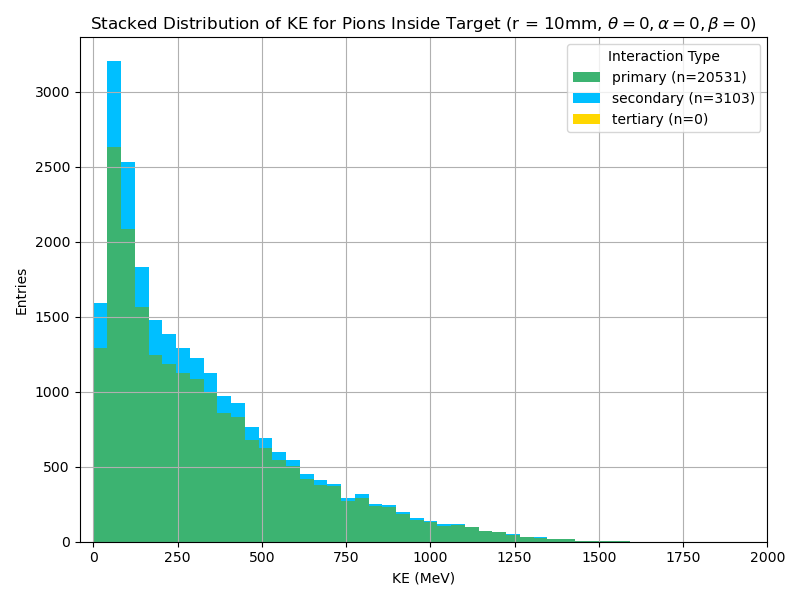 Stacked Distribution of KE for Pions Inside Target (r = 10mm, θ = 0, α = 0, β = 0)
Interaction Type
primary (n=20531)
secondary (n=3103)
tertiary (n=0)
Entries
3000
2500
2000
1500
1000
500
0
0 250 500 750 1000 1250 1500 1750 2000
KE (MeV)